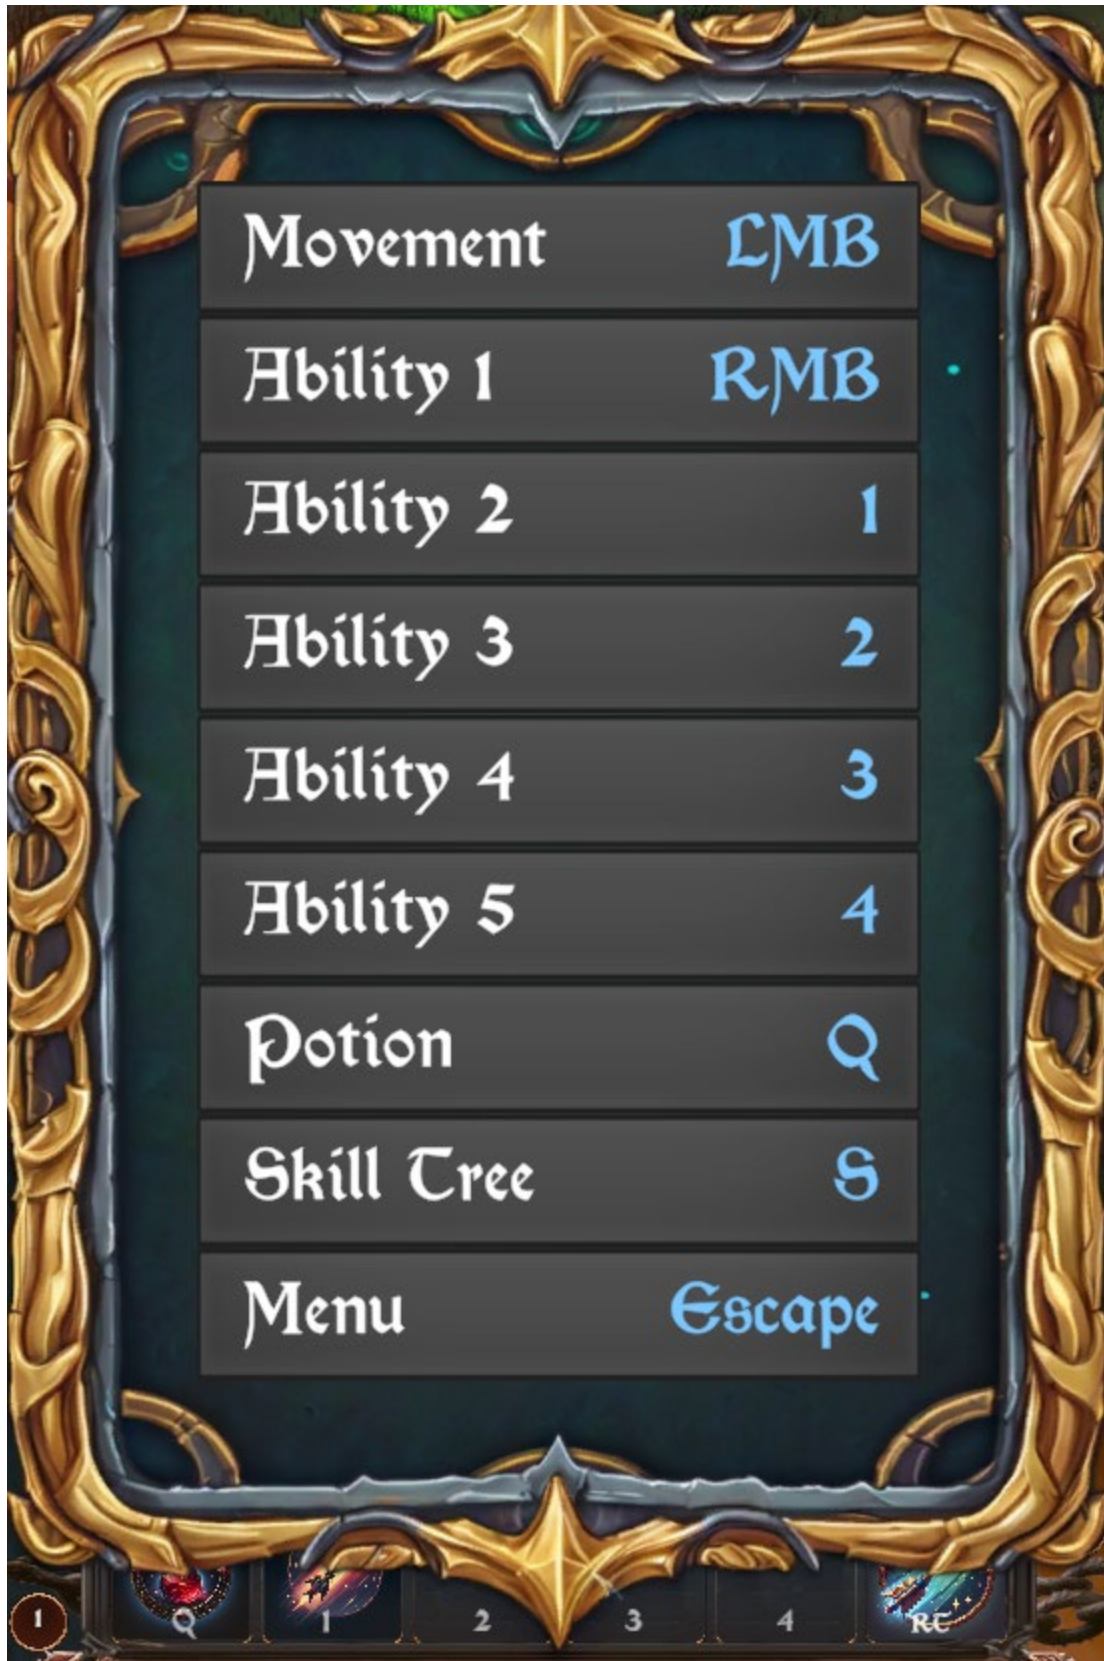 Movement LMB
Ability 1 RMB
Ability 2 1
Ability 3 2
Ability 4 3
Ability 5 4
Potion Q
Skill Tree S
Menu Escape
1 Q 1 2 3 4 RT